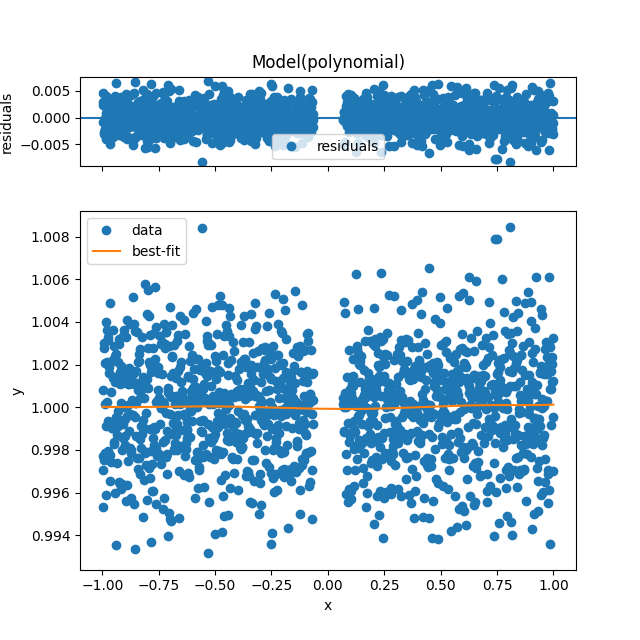 Model(polynomial)
residuals
0.005
0.000
−0.005
residuals
y
1.008
1.006
1.004
1.002
1.000
0.998
0.996
0.994
data
best-fit
−1.00 −0.75 −0.50 −0.25 0.00 0.25 0.50 0.75 1.00
x